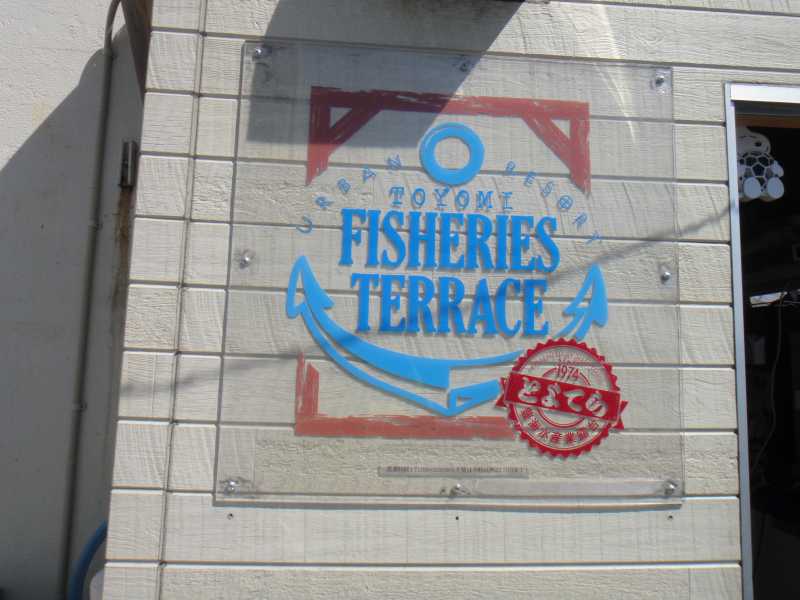 URBAN RESORT
TOYOMI
FISHERIES
TERRACE
1974
とよてら